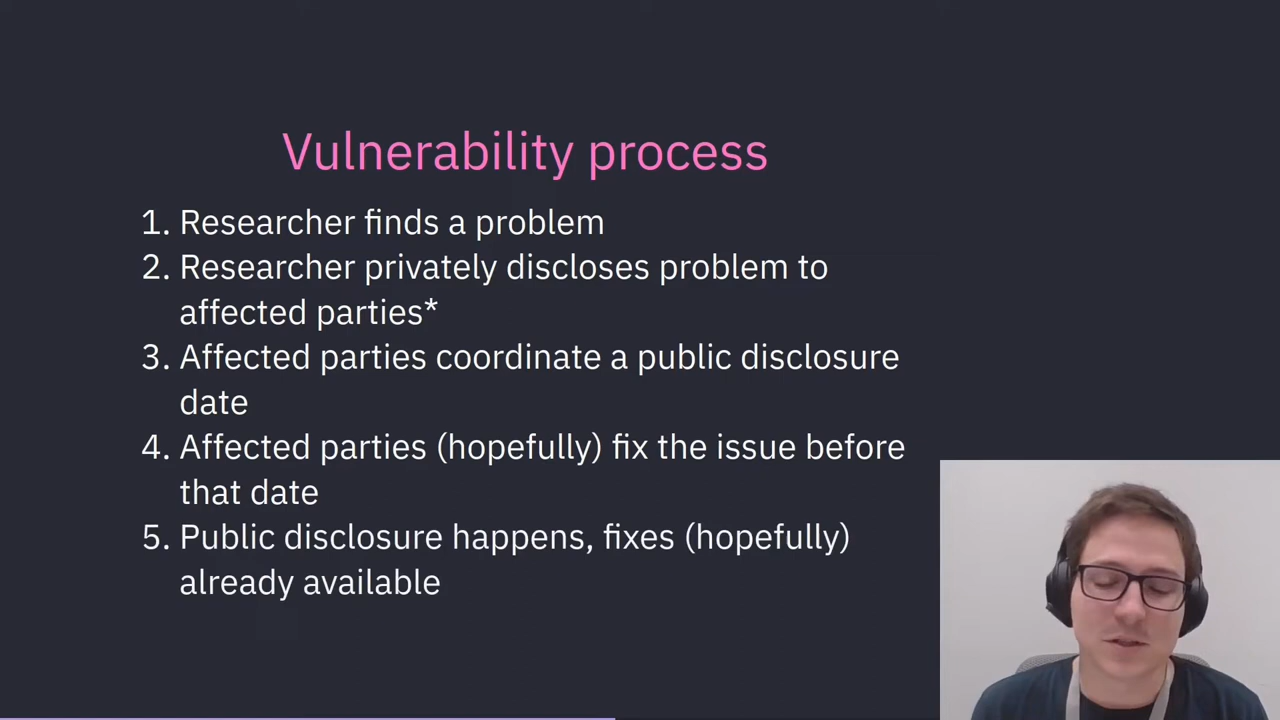 Vulnerability process
1. Researcher finds a problem
2. Researcher privately discloses problem to
affected parties*
3. Affected parties coordinate a public disclosure
date
4. Affected parties (hopefully) fix the issue before
that date
5. Public disclosure happens, fixes (hopefully)
already available